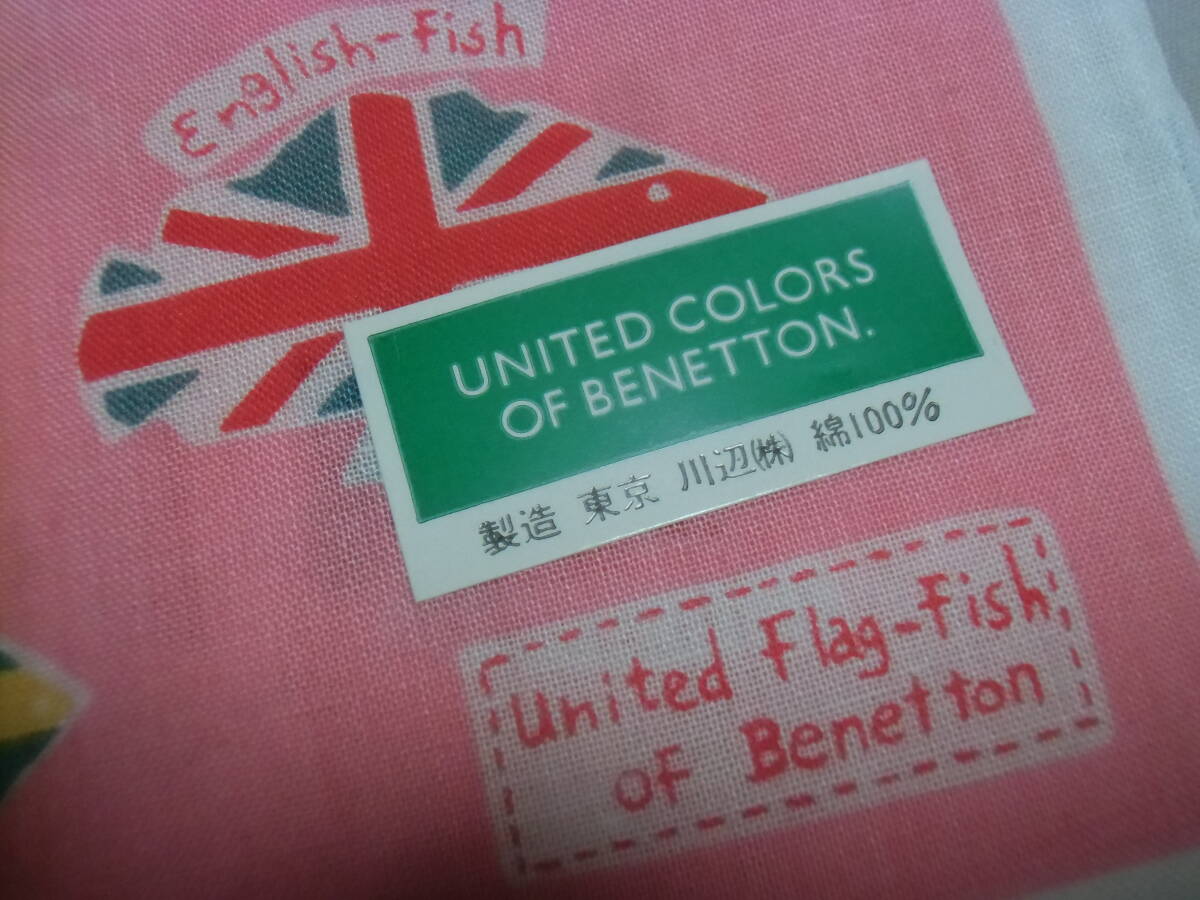 English-Fish
UNITED COLORS
OF BENETTON.
製造 東京 川辺㈱ 綿100%
United Flag-Fish
of Benetton